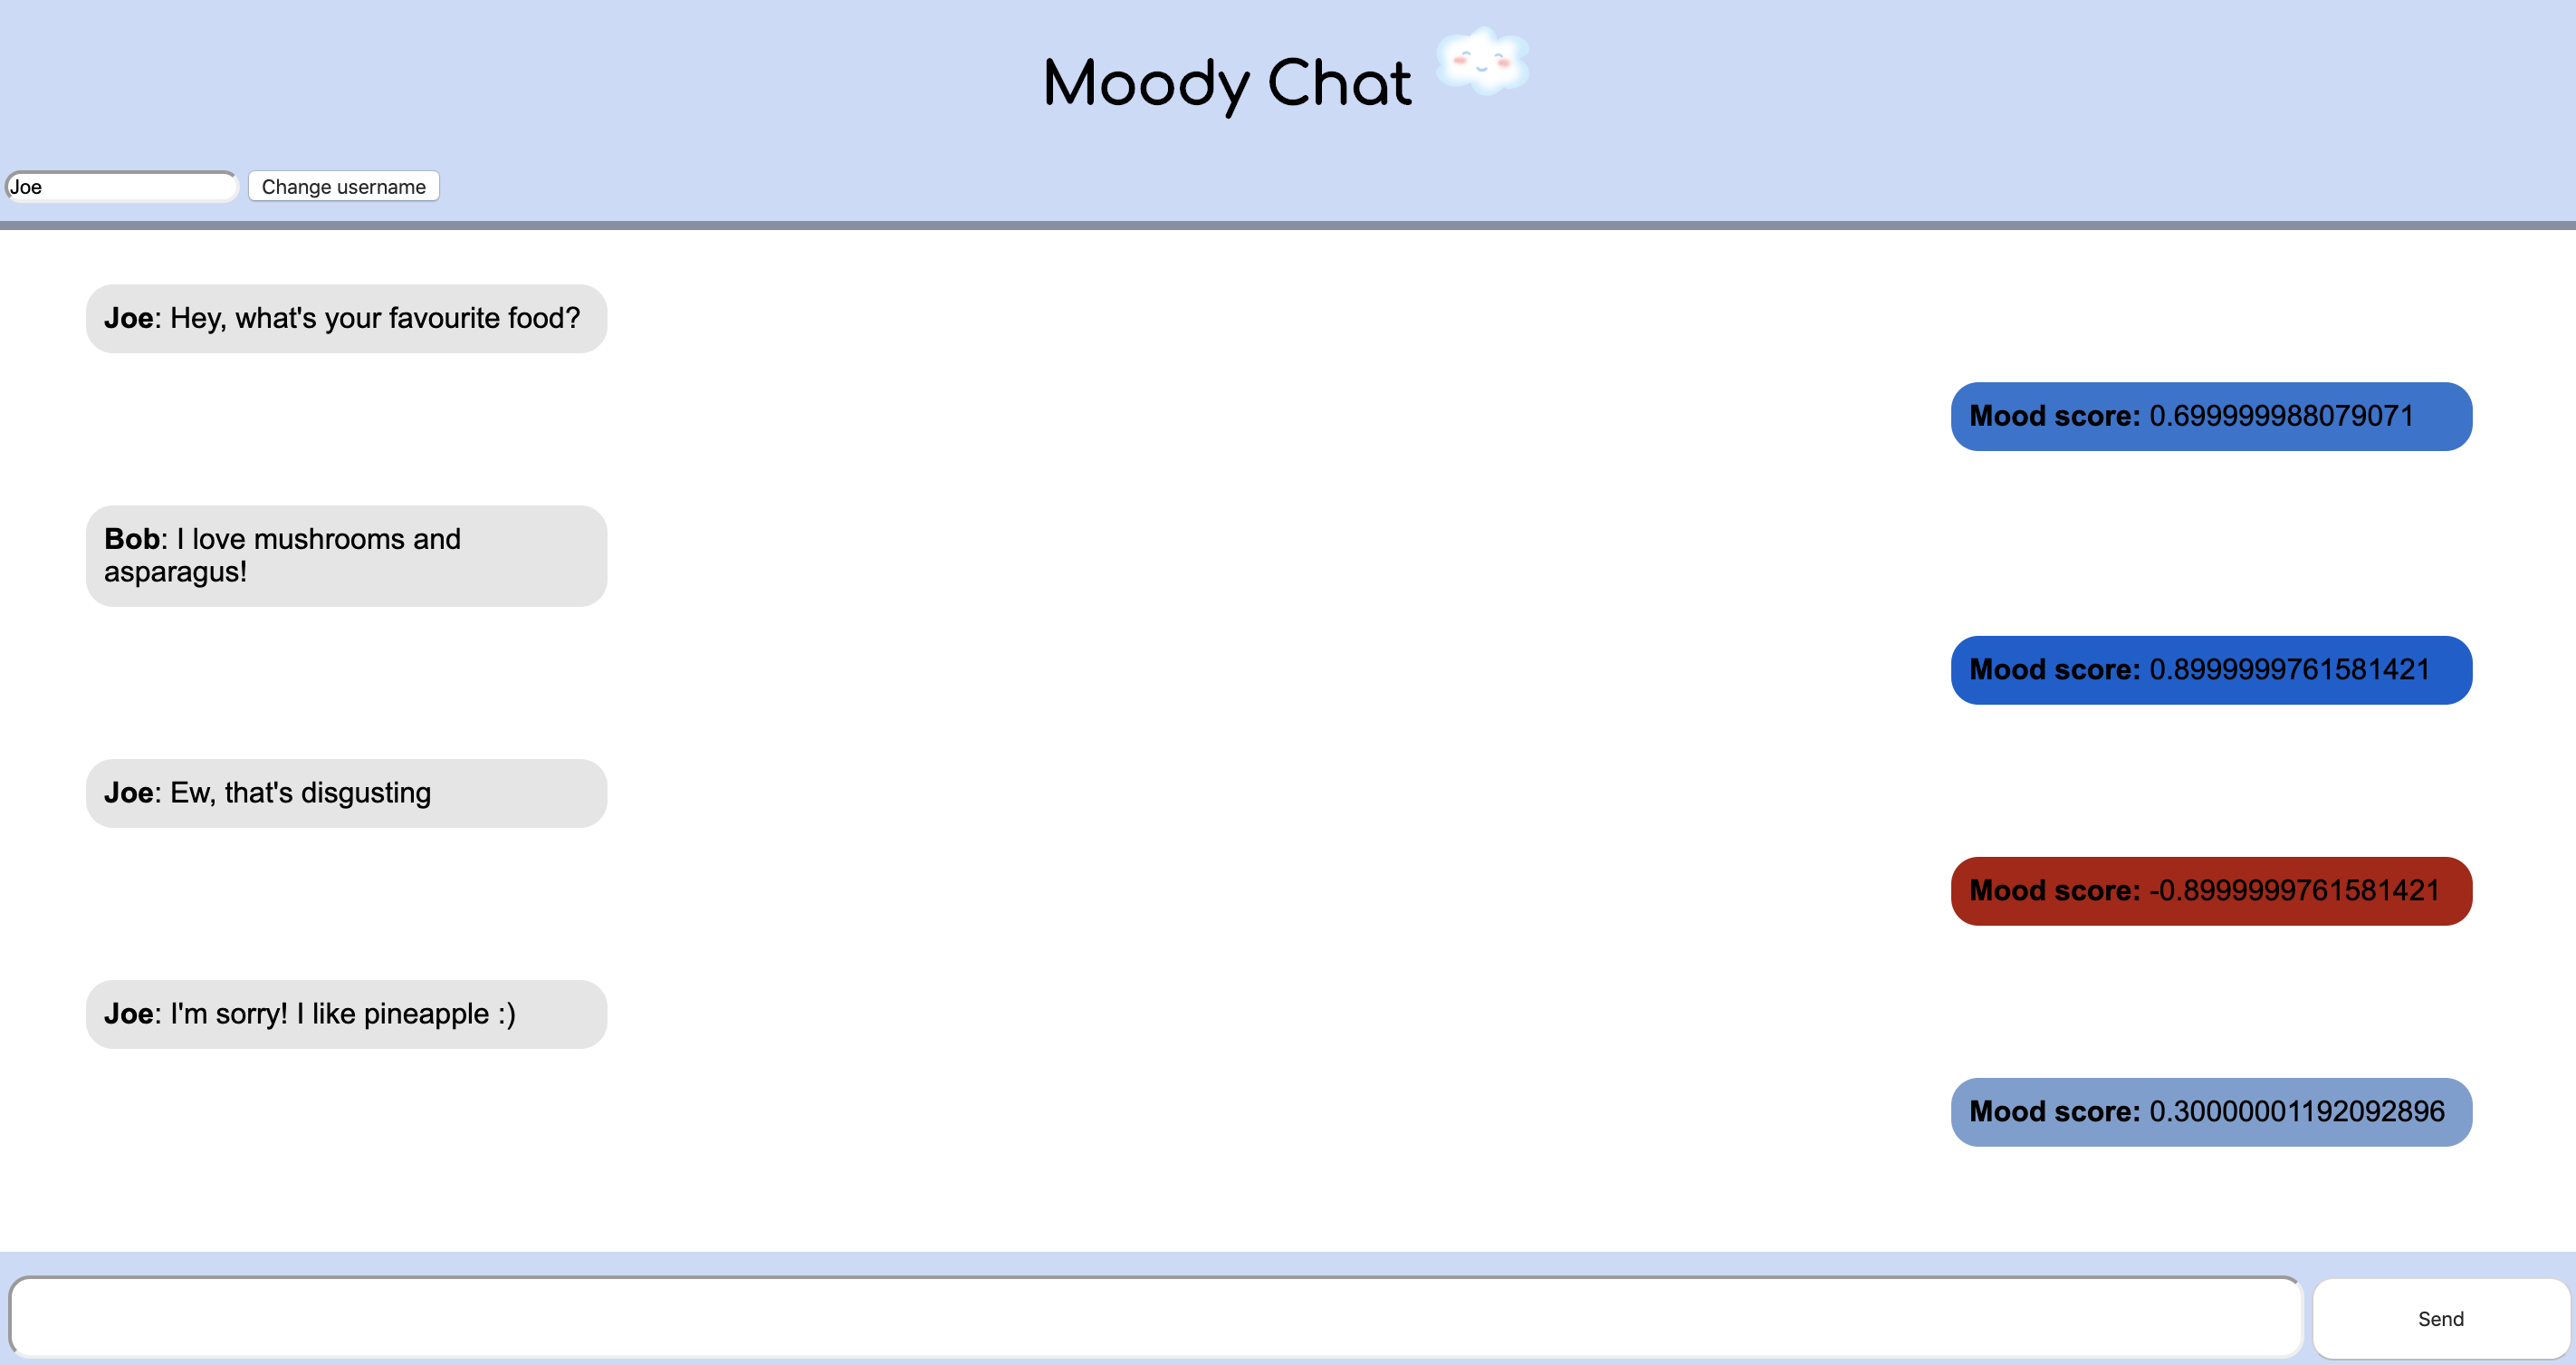 Moody Chat
Joe
Change username
Joe: Hey, what's your favourite food?
Mood score: 0.699999988079071
Bob: I love mushrooms and
asparagus!
Mood score: 0.8999999761581421
Joe: Ew, that's disgusting
Mood score: -0.8999999761581421
Joe: I'm sorry! I like pineapple :)
Mood score: 0.30000001192092896
Send